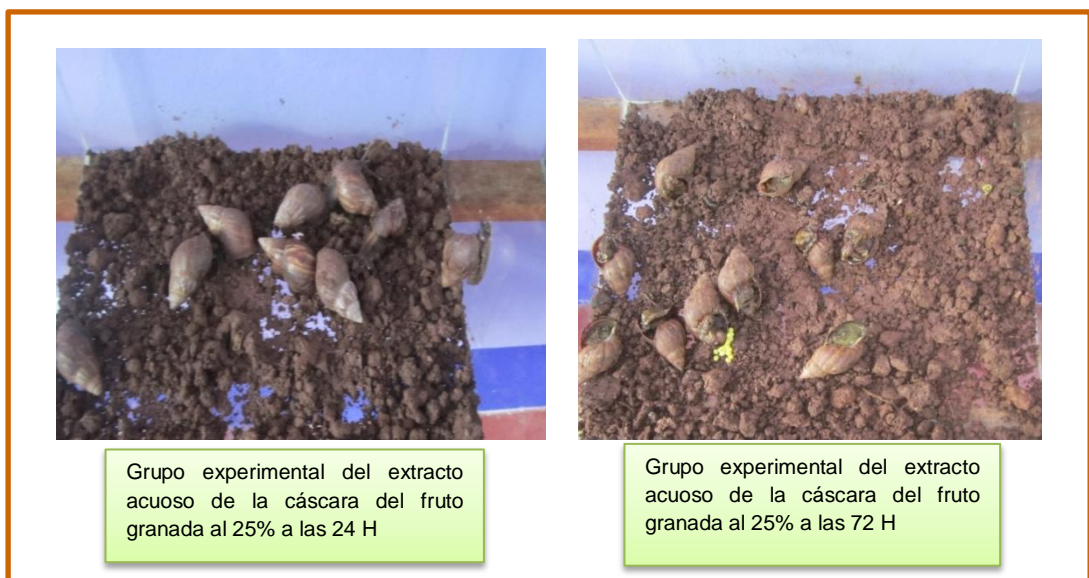 Grupo experimental del extracto
acuoso de la cáscara del fruto
granada al 25% a las 24 H
Grupo experimental del extracto
acuoso de la cáscara del fruto
granada al 25% a las 72 H